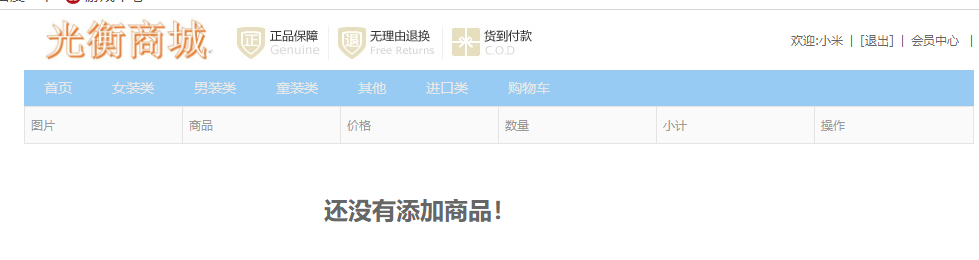 光衡商城
正品保障
Genuine
无理由退换
Free Returns
货到付款
C.O.D
欢迎:小米 | [退出] | 会员中心 |
首页 女装类 男装类 童装类 其他 进口类 购物车
图片 商品 价格 数量 小计 操作
还没有添加商品!